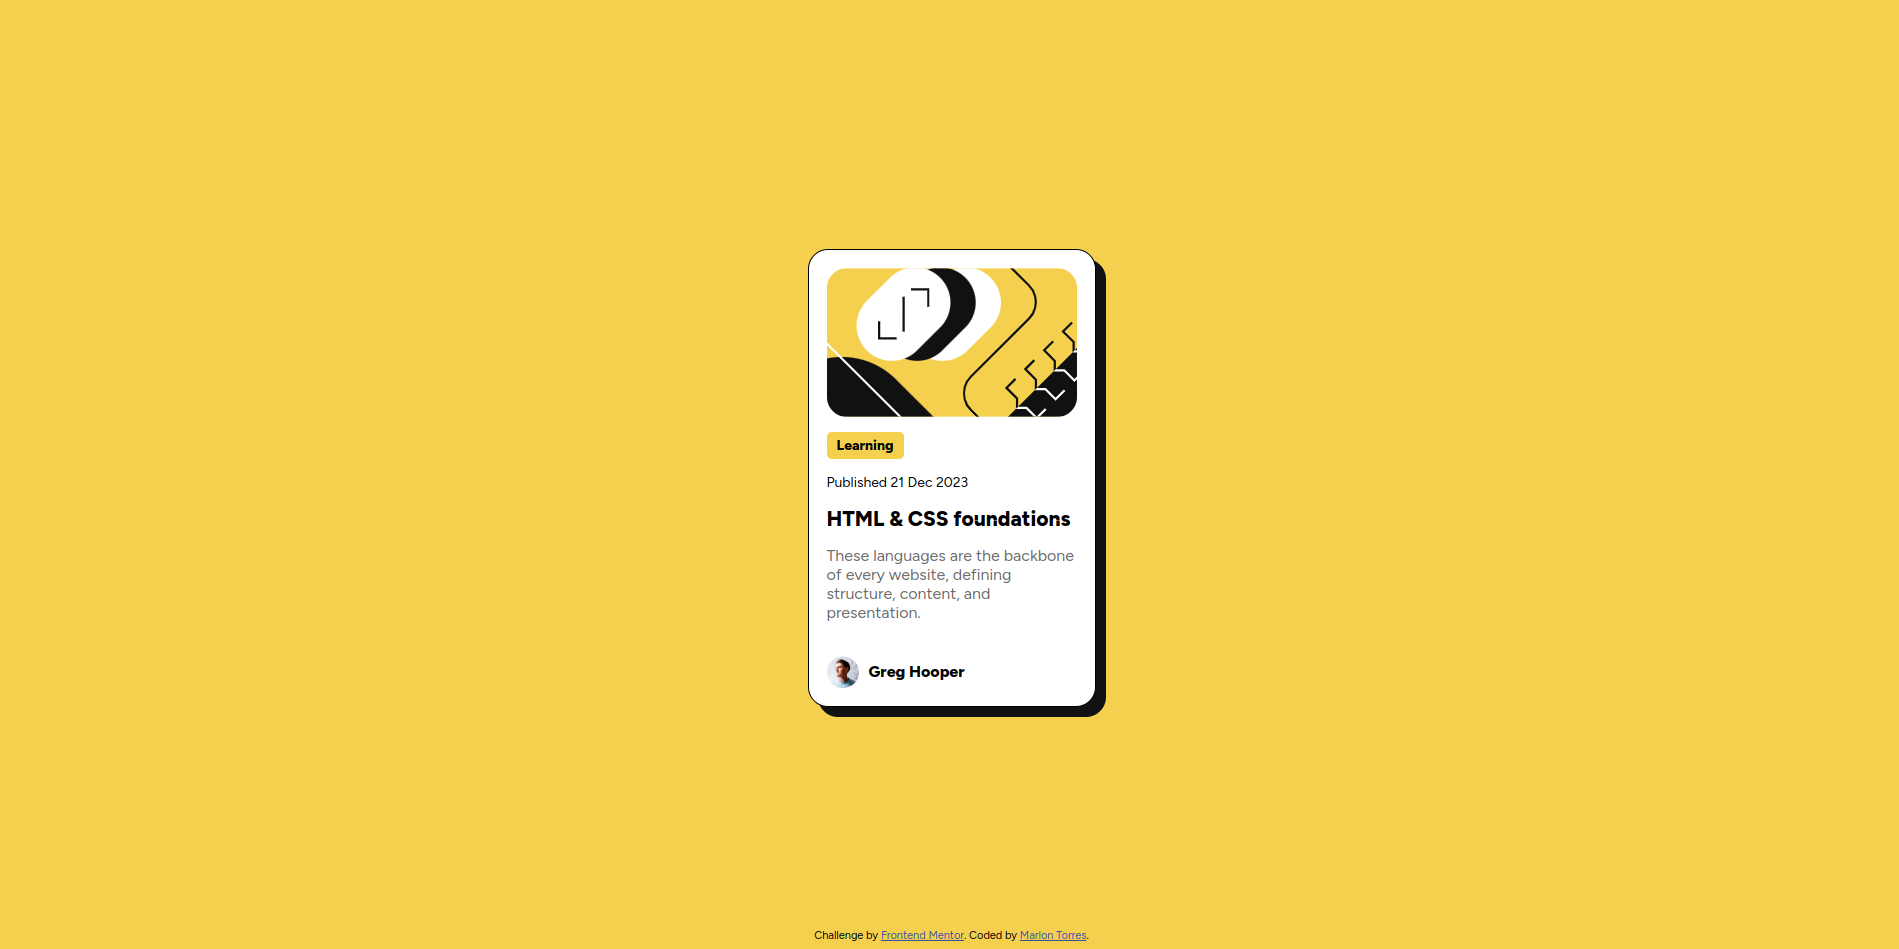 Learning
Published 21 Dec 2023
HTML & CSS foundations
These languages are the backbone
of every website, defining
structure, content, and
presentation.
Greg Hooper
Challenge by Frontend Mentor. Coded by Marlon Torres.